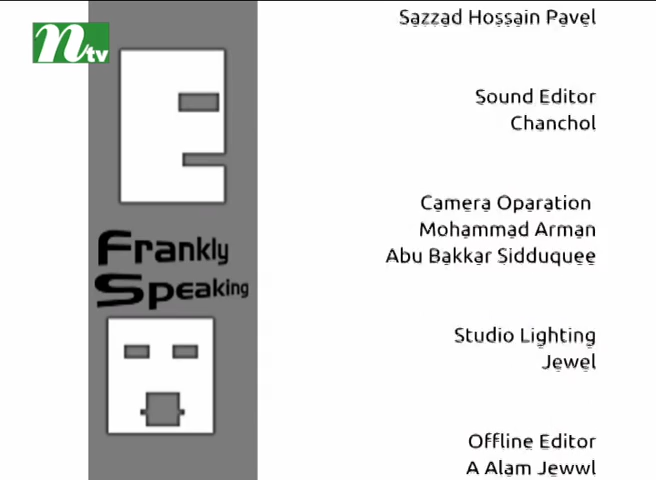 ntv
Frankly
Speaking
Sazzad Hossain Pavel
Sound Editor
Chanchol
Camera Oparation
Mohammad Arman
Abu Bakkar Sidduquee
Studio Lighting
Jewel
Offline Editor
A Alam Jewwl